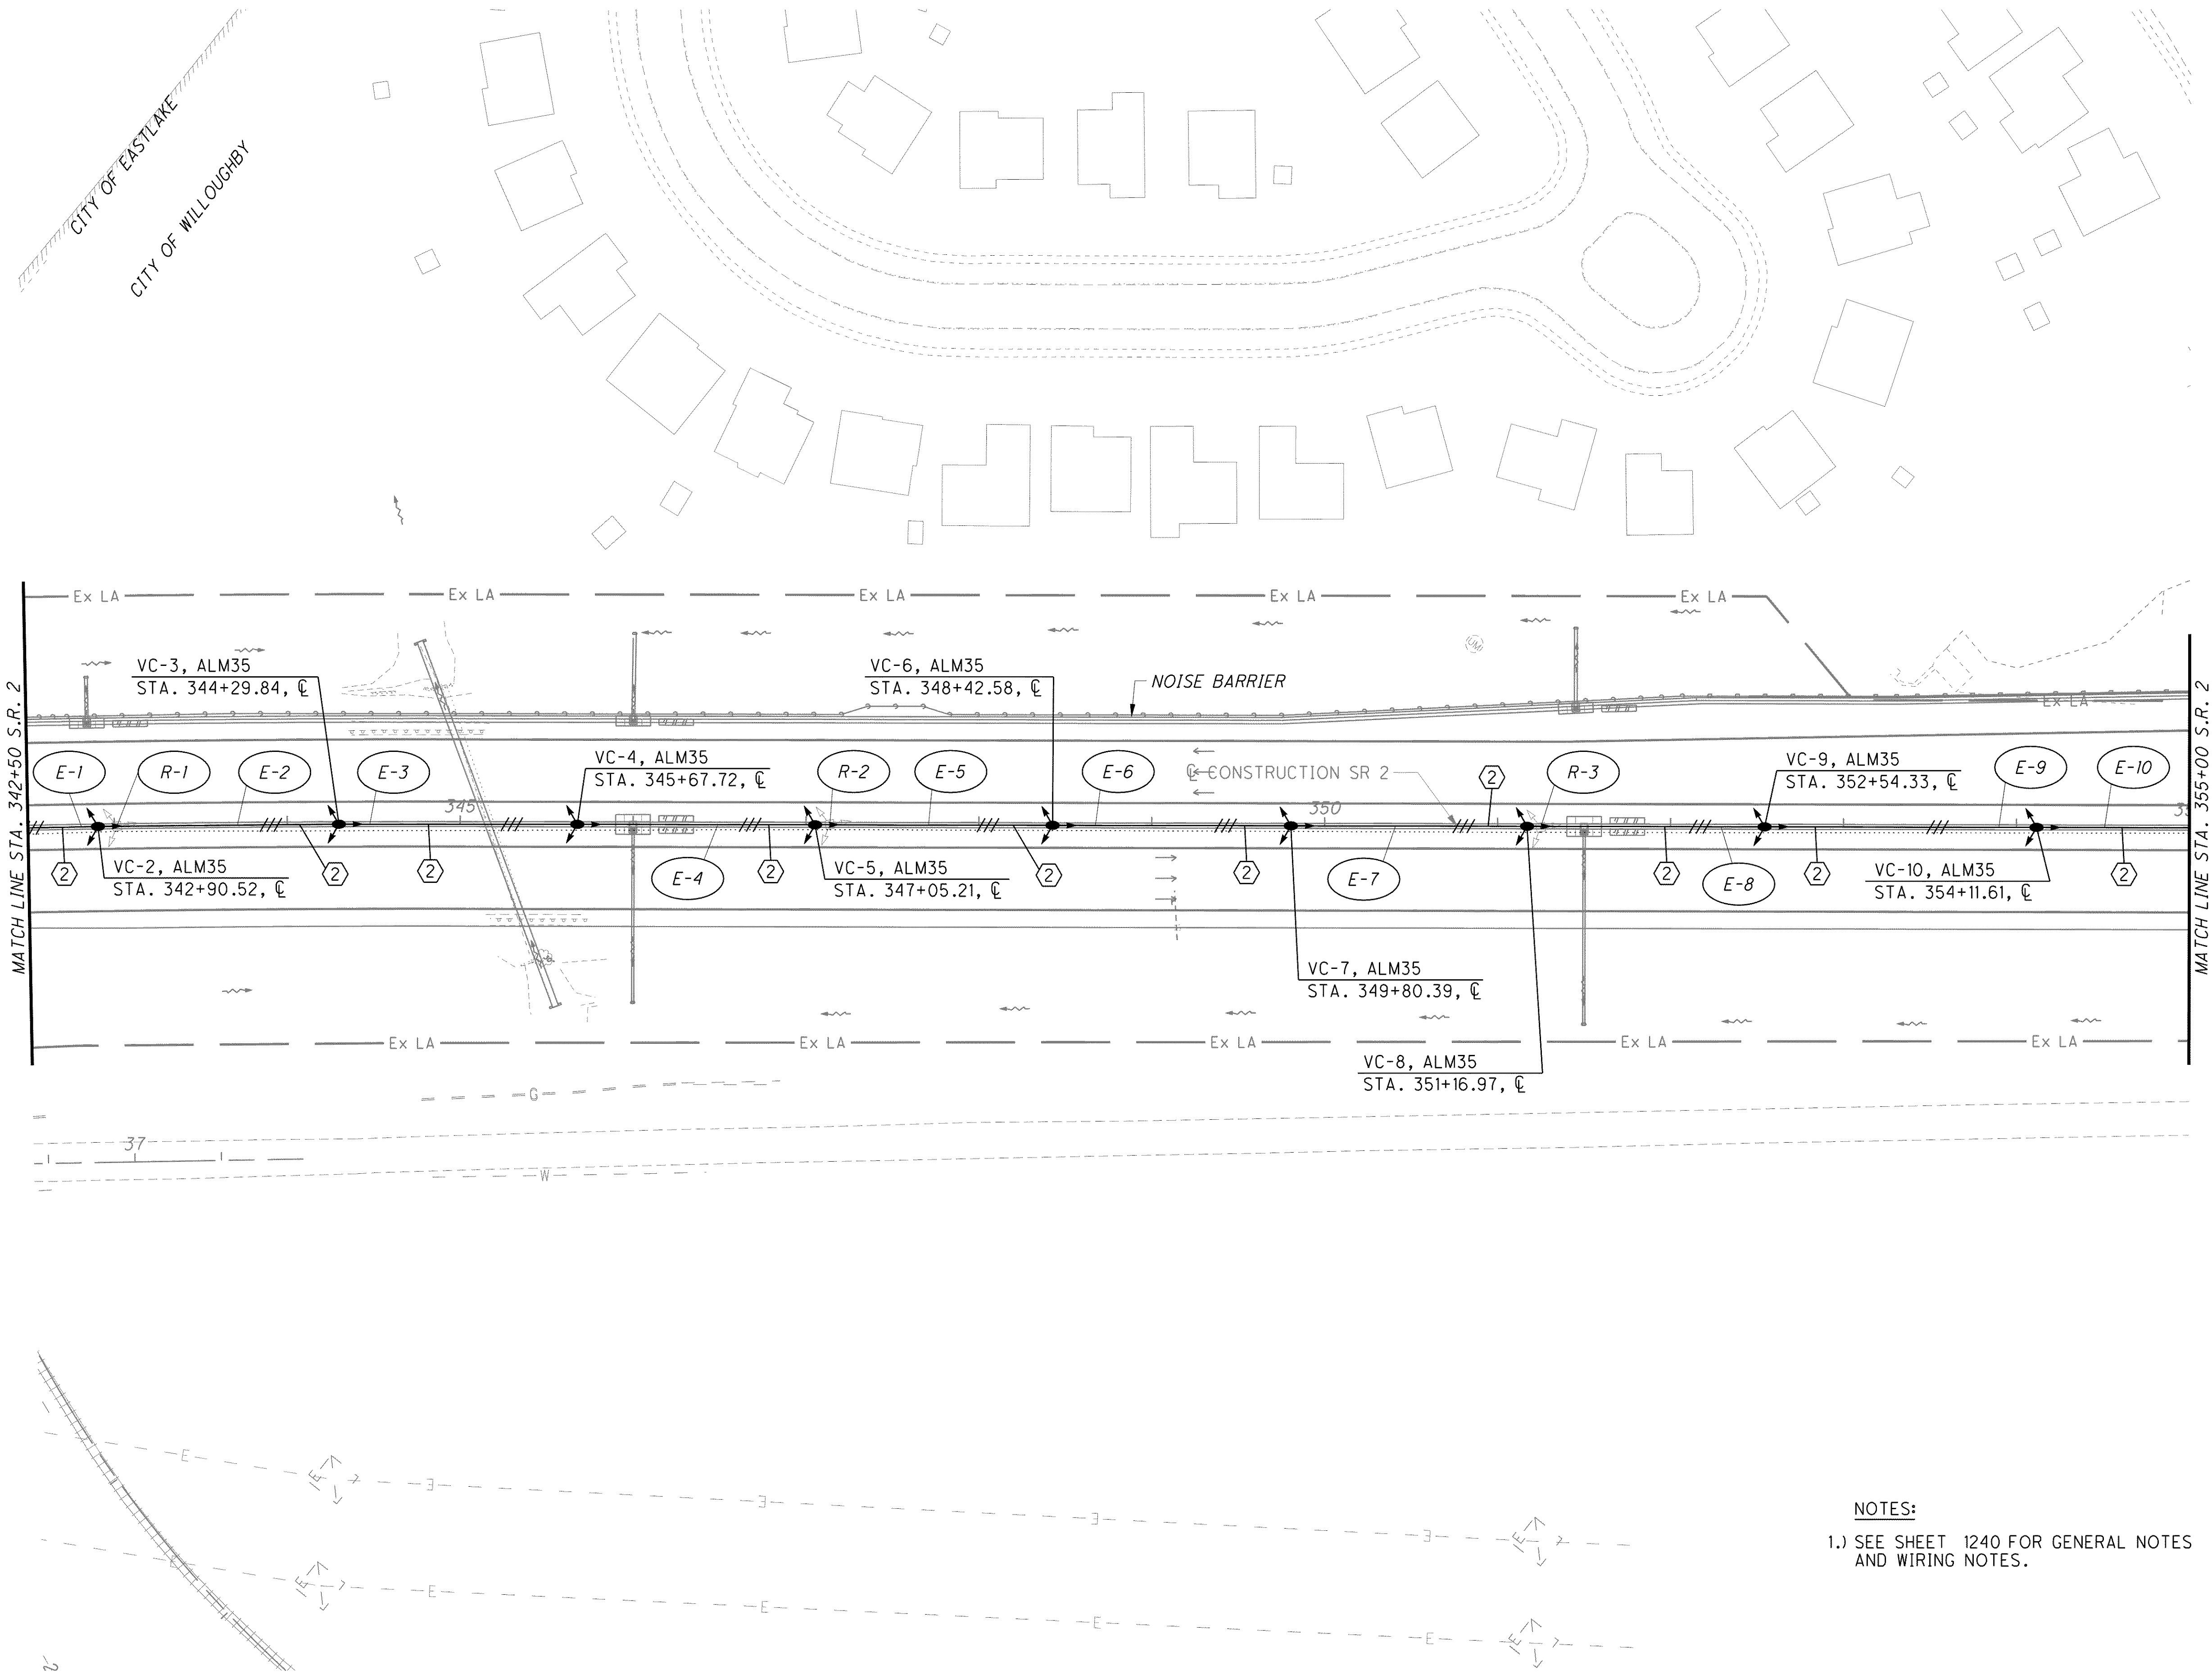 CITY OF EASTLAKE
CITY OF WILLOUGHBY
Ex LA
Ex LA
Ex LA
Ex LA
Ex LA
MATCH LINE STA. 342+50 S.R. 2
MATCH LINE STA. 355+00 S.R. 2
VC-3, ALM35
STA. 344+29.84, ℄
VC-6, ALM35
STA. 348+42.58, ℄
NOISE BARRIER
UM
Ex LA
E-1
R-1
E-2
E-3
VC-4, ALM35
STA. 345+67.72, ℄
R-2
E-5
E-6
℄ CONSTRUCTION SR 2
2
R-3
VC-9, ALM35
STA. 352+54.33, ℄
E-9
E-10
345
350
2
VC-2, ALM35
STA. 342+90.52, ℄
2
2
E-4
2
VC-5, ALM35
STA. 347+05.21, ℄
2
2
E-7
2
E-8
2
VC-10, ALM35
STA. 354+11.61, ℄
2
VC-7, ALM35
STA. 349+80.39, ℄
Ex LA
Ex LA
Ex LA
Ex LA
Ex LA
VC-8, ALM35
STA. 351+16.97, ℄
G
37
W
E
E
E
E
E
E
E
E
E
E
NOTES:
1.) SEE SHEET 1240 FOR GENERAL NOTES
AND WIRING NOTES.